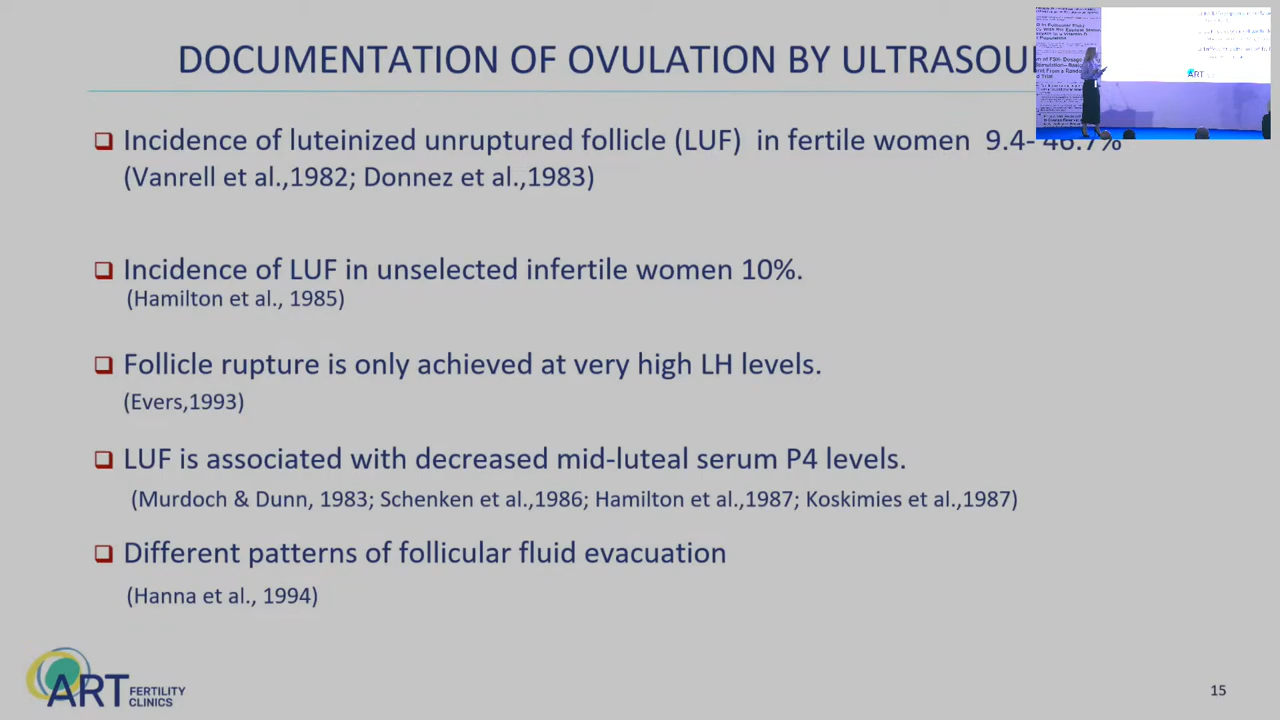 DOCUMENTATION OF OVULATION BY
Incidence of luteinized unruptured follicle (LUF) in fertile women 9.4- 46.7%
(Vanrell et al.,1982; Donnez et al.,1983)
Incidence of LUF in unselected infertile women 10%.
(Hamilton et al., 1985)
Follicle rupture is only achieved at very high LH levels.
(Evers,1993)
LUF is associated with decreased mid-luteal serum P4 levels.
(Murdoch & Dunn, 1983; Schenken et al.,1986; Hamilton et al.,1987; Koskimies et al.,1987)
Different patterns of follicular fluid evacuation
(Hanna et al., 1994)
ART FERTILITY
CLINICS
15
ART